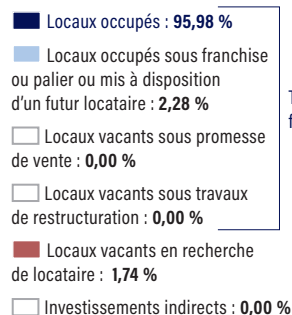 Locaux occupés : 95,98 %
Locaux occupés sous franchise
ou palier ou mis à disposition
d'un futur locataire : 2,28 %
Locaux vacants sous promesse
de vente : 0,00 %
Locaux vacants sous travaux
de restructuration : 0,00 %
Locaux vacants en recherche
de locataire : 1,74 %
Investissements indirects : 0,00 %